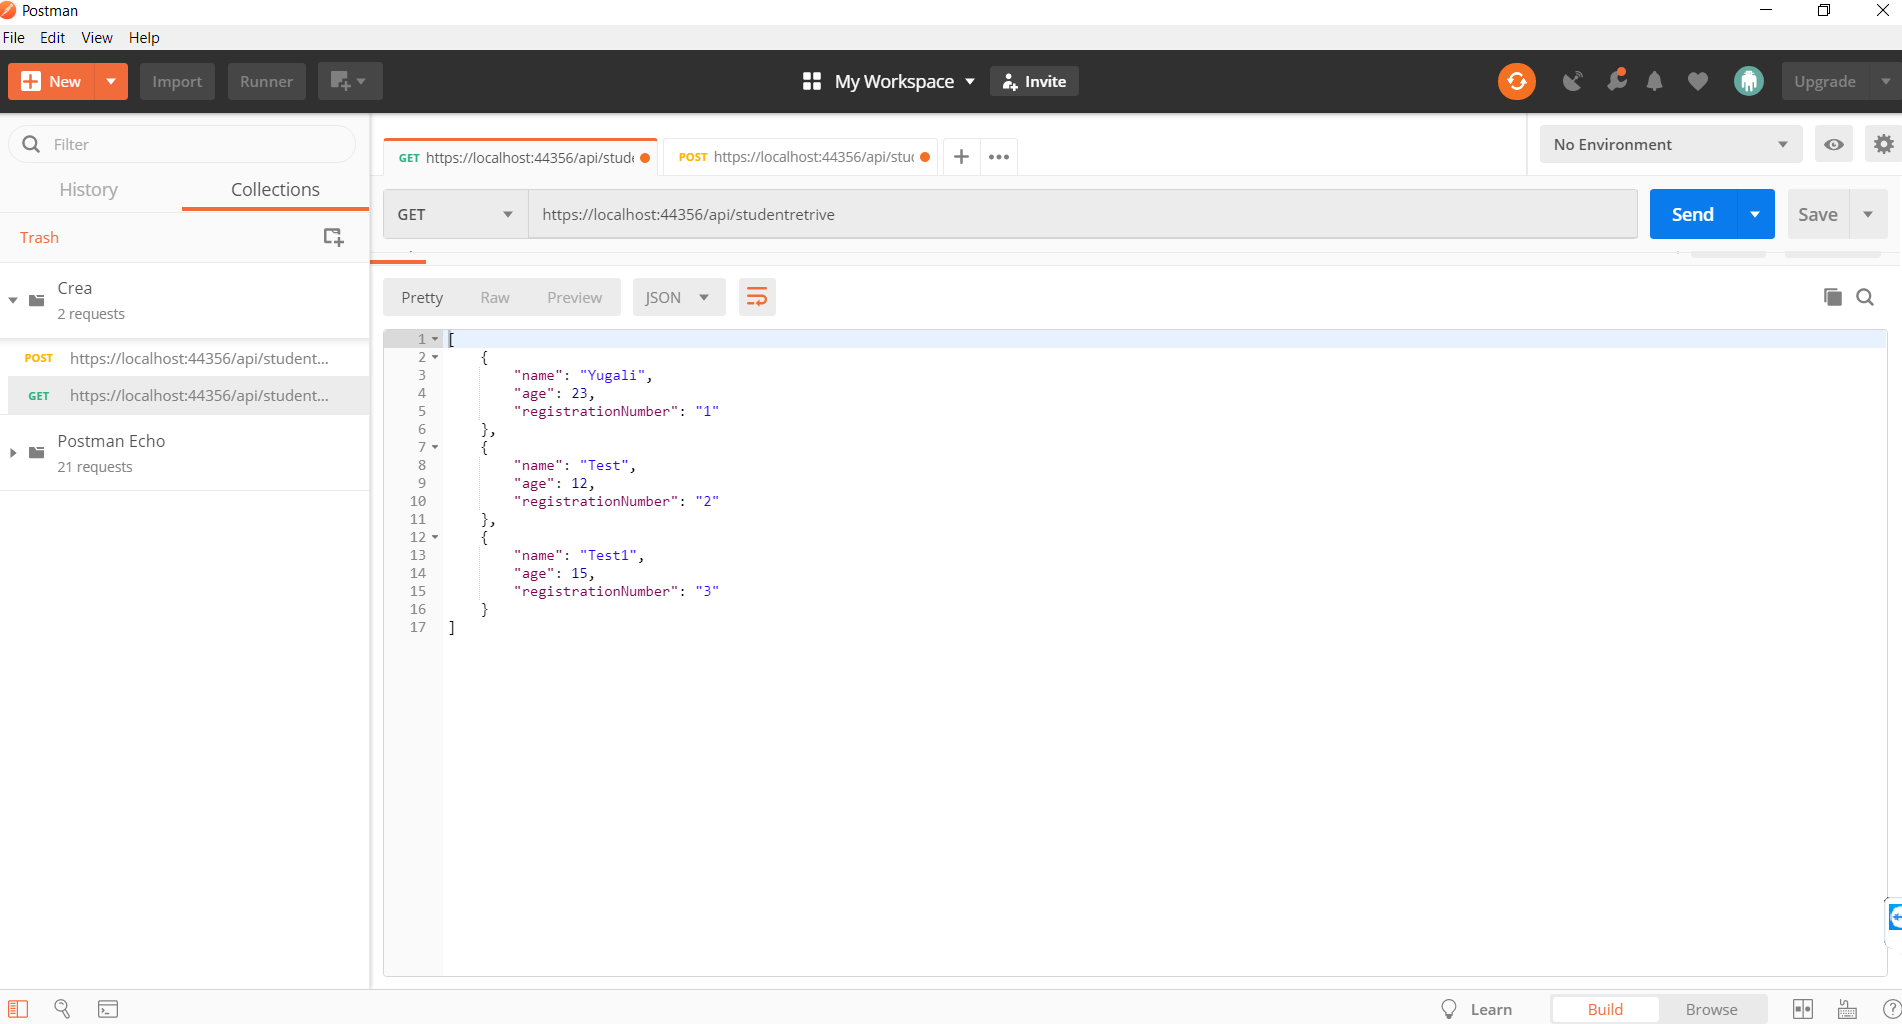 Postman
File Edit View Help
New Import Runner My Workspace Invite Upgrade
Filter
History Collections
Trash
Crea
2 requests
POST https://localhost:44356/api/student...
GET https://localhost:44356/api/student...
Postman Echo
21 requests
GET https://localhost:44356/api/stude POST https://localhost:44356/api/stu No Environment
GET https://localhost:44356/api/studentretrive Send Save
Pretty Raw Preview JSON
1 [
2 {
3 "name": "Yugali",
4 "age": 23,
5 "registrationNumber": "1"
6 },
7 {
8 "name": "Test",
9 "age": 12,
10 "registrationNumber": "2"
11 },
12 {
13 "name": "Test1",
14 "age": 15,
15 "registrationNumber": "3"
16 }
17 ]
Learn Build Browse